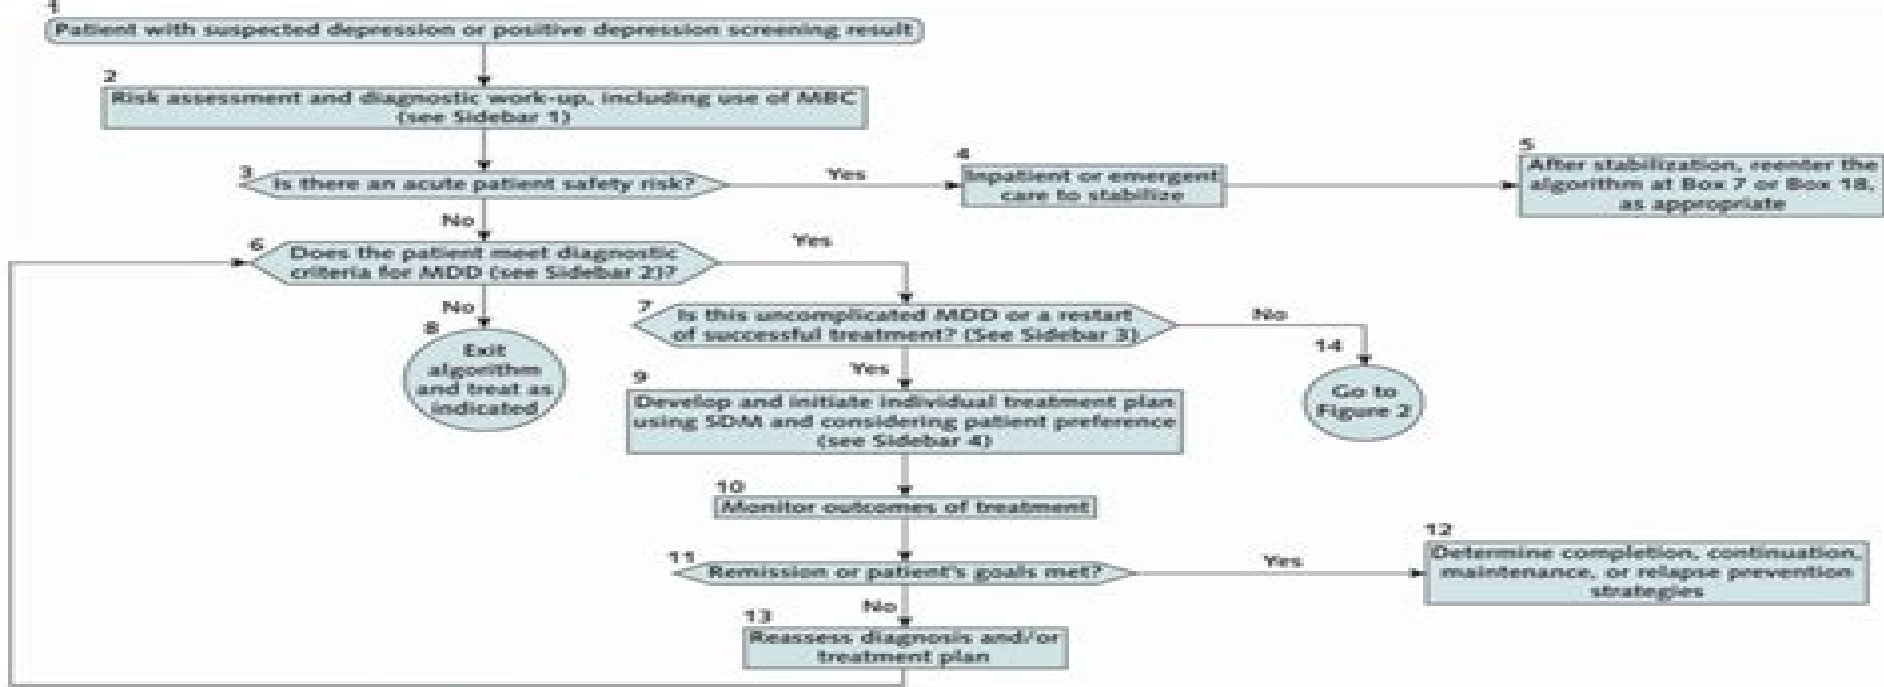 1
Patient with suspected depression or positive depression screening result
2
Risk assessment and diagnostic work-up, including use of MBC
(see Sidebar 1)
3
Is there an acute patient safety risk?
Yes
4
Inpatient or emergent
care to stabilize
5
After stabilization, reenter the
algorithm at Box 7 or Box 18,
as appropriate
No
6
Does the patient meet diagnostic
criteria for MDD (see Sidebar 2)?
Yes
No
7
Is this uncomplicated MDD or a restart
of successful treatment? (See Sidebar 3)
No
8
Exit
algorithm
and treat as
indicated
14
Go to
Figure 2
Yes
9
Develop and initiate individual treatment plan
using SDM and considering patient preference
(see Sidebar 4)
10
Monitor outcomes of treatment
11
Remission or patient's goals met?
Yes
12
Determine completion, continuation,
maintenance, or relapse prevention
strategies
No
13
Reassess diagnosis and/or
treatment plan